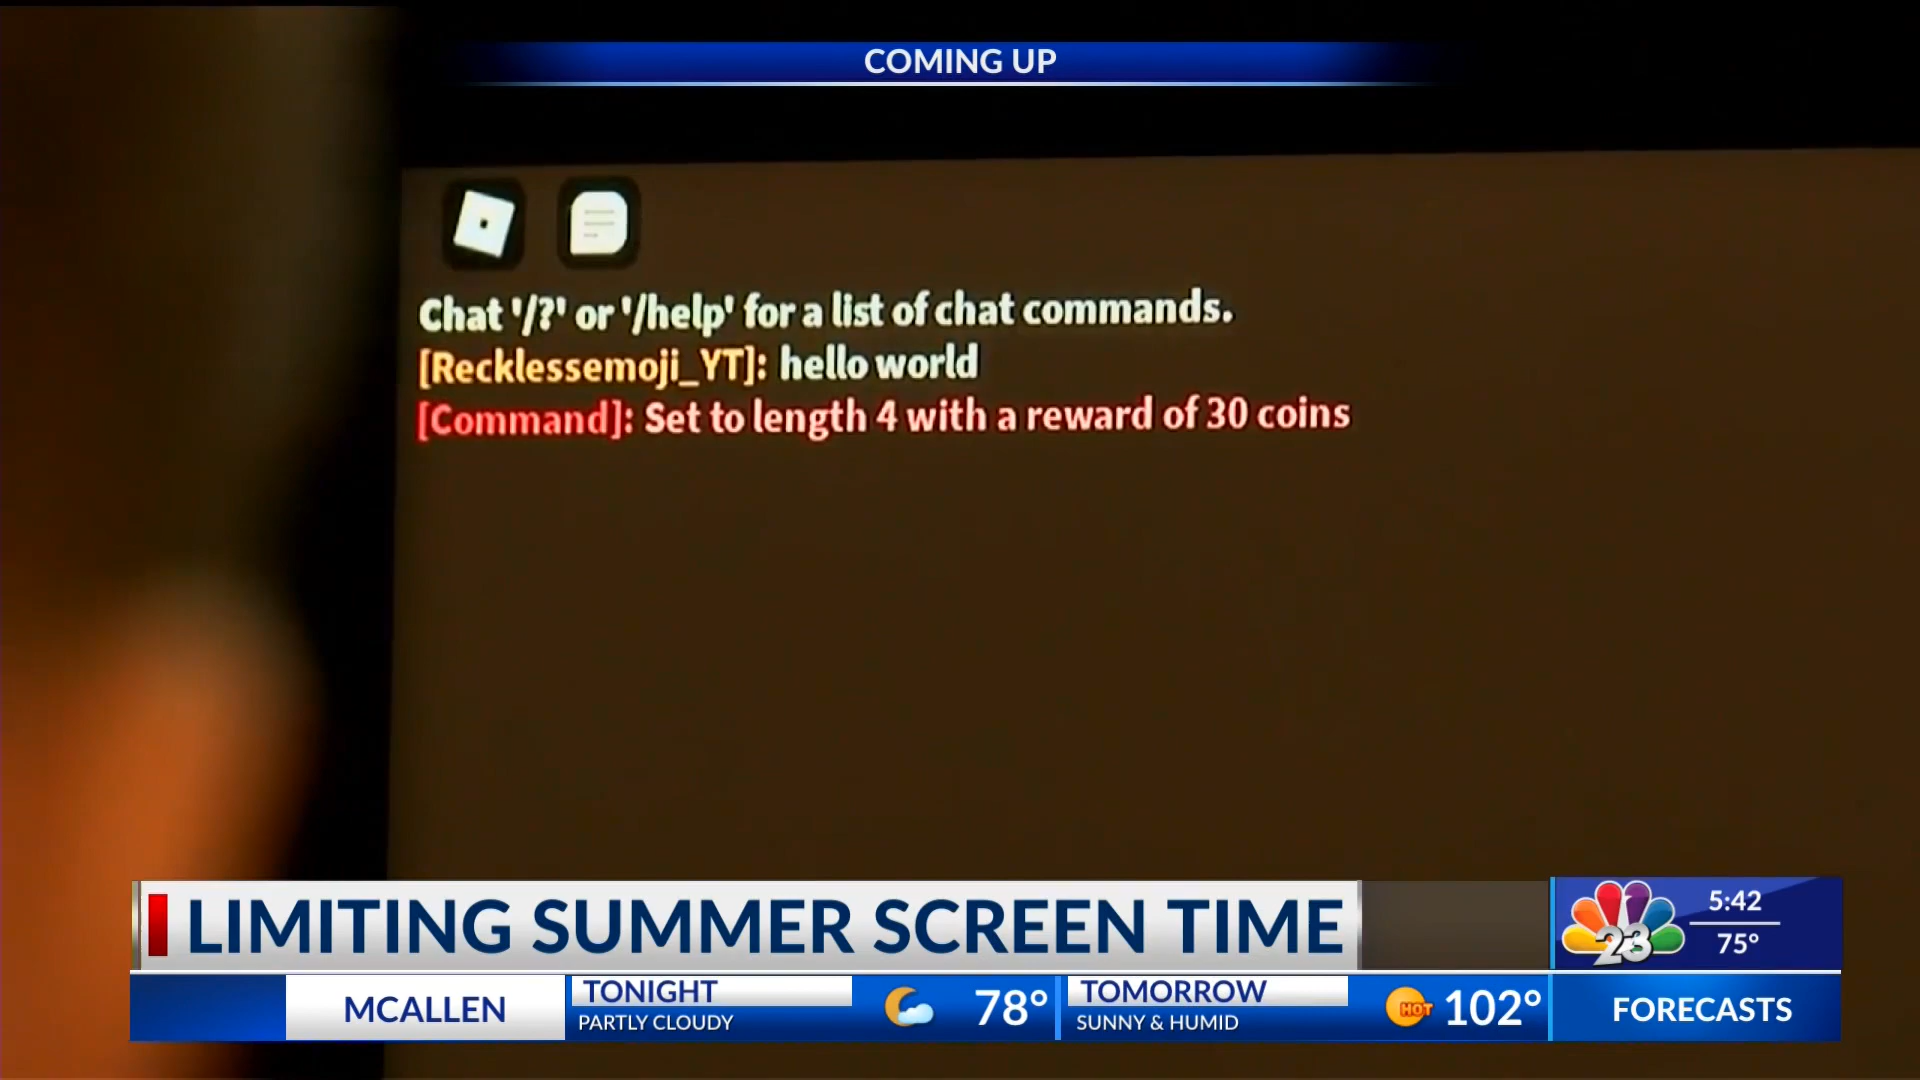 COMING UP
Chat '/?' or '/help' for a list of chat commands.
[Recklessemoji_YT]: hello world
[Command]: Set to length 4 with a reward of 30 coins
LIMITING SUMMER SCREEN TIME
23
5:42
75°
MCALLEN
TONIGHT
PARTLY CLOUDY
78°
TOMORROW
SUNNY & HUMID
HOT
102°
FORECASTS